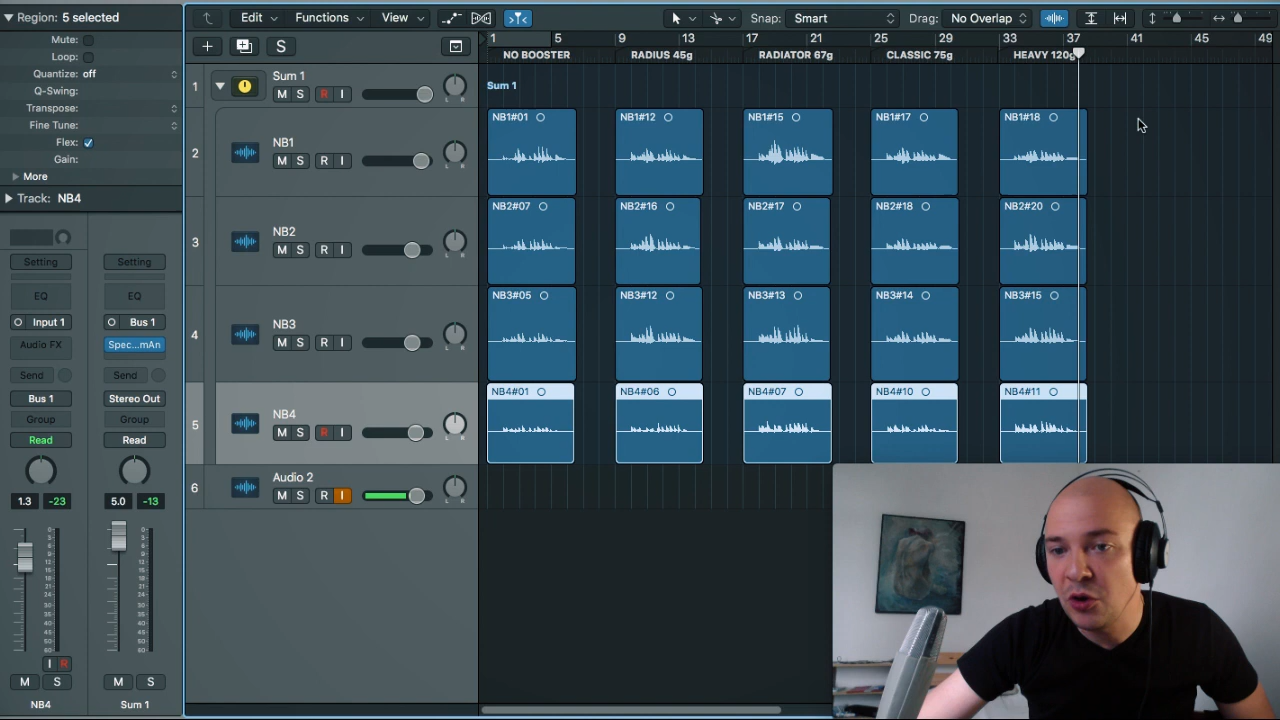 Region: 5 selected
Edit Functions View Snap: Smart Drag: No Overlap
Mute:
Loop:
Quantize: off
Q-Swing:
Transpose:
Fine Tune:
Flex:
Gain:
More
Track: NB4
Setting Setting
EQ EQ
Input 1 Bus 1
Audio FX Spec...mAn
Send Send
Bus 1 Stereo Out
Group Group
Read Read
1.3 -23 5.0 -13
I R
M S M S
NB4 Sum 1
S
1 5 9 13 17 21 25 29 33 37 41 45 49
NO BOOSTER RADIUS 45g RADIATOR 67g CLASSIC 75g HEAVY 120g
1 Sum 1
M S R I
Sum 1
2 NB1
M S R I
NB1#01 NB1#12 NB1#15 NB1#17 NB1#18
3 NB2
M S R I
NB2#07 NB2#16 NB2#17 NB2#18 NB2#20
4 NB3
M S R I
NB3#05 NB3#12 NB3#13 NB3#14 NB3#15
5 NB4
M S R I
NB4#01 NB4#06 NB4#07 NB4#10 NB4#11
6 Audio 2
M S R I